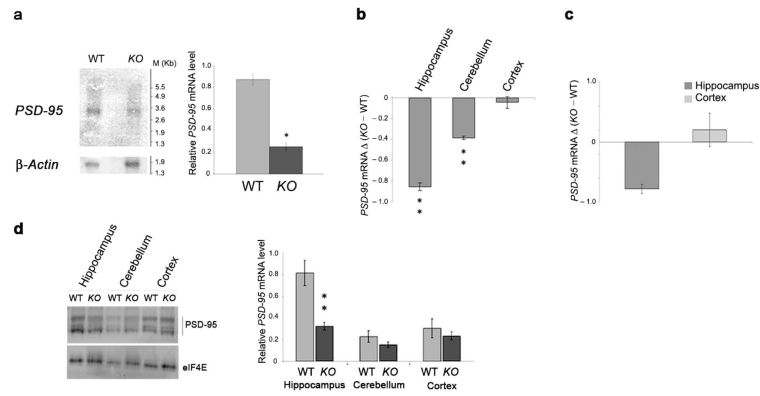 a
WT KO
M (Kb)
5.5
4.9
3.6
2.6
1.9
1.3
PSD-95
1.9
1.3
β-Actin
Relative PSD-95 mRNA level
1.0
0.8
0.6
0.4
0.2
0
*
WT KO
b
Hippocampus
Cerebellum
Cortex
PSD-95 mRNA Δ (KO – WT)
0
– 0.2
– 0.4
– 0.6
– 0.8
– 1.0
* *
* *
c
PSD-95 mRNA Δ (KO – WT)
1.0
0
– 1.0
Hippocampus
Cortex
d
Hippocampus
Cerebellum
Cortex
WT KO WT KO WT KO
PSD-95
eIF4E
Relative PSD-95 mRNA level
1.0
0.8
0.6
0.4
0.2
0
* *
WT KO WT KO WT KO
Hippocampus Cerebellum Cortex